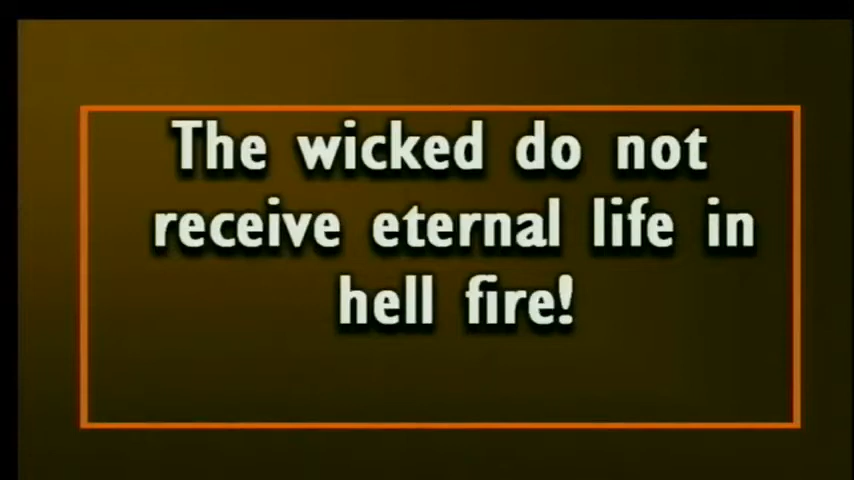 The wicked do not
receive eternal life in
hell fire!